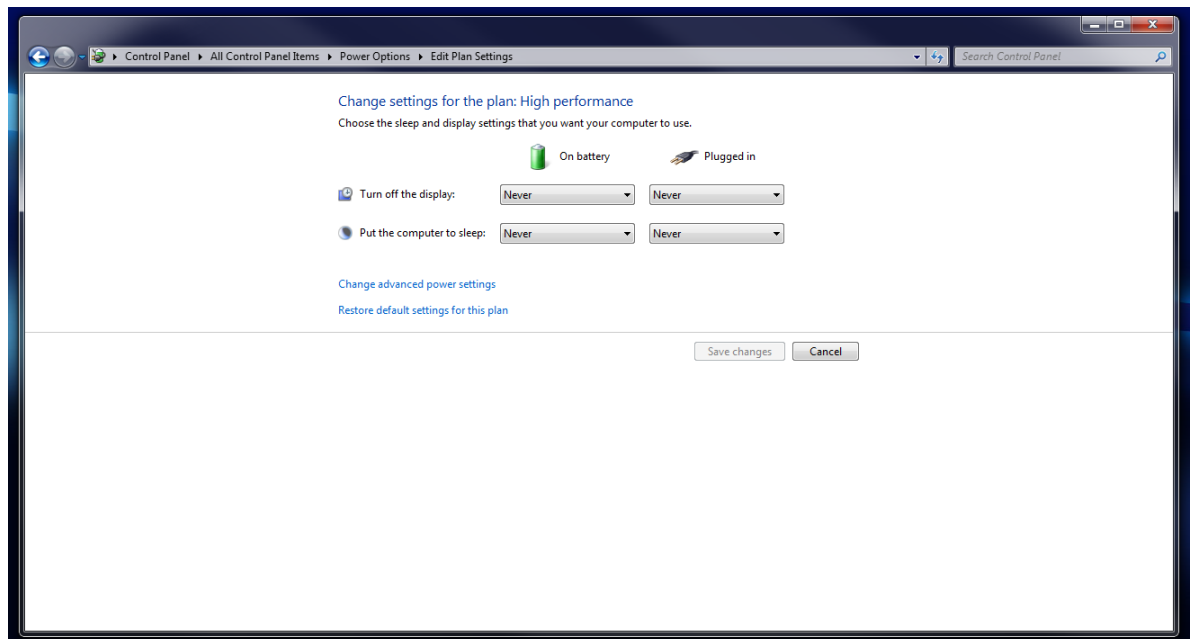 Control Panel All Control Panel Items Power Options Edit Plan Settings Search Control Panel
Change settings for the plan: High performance
Choose the sleep and display settings that you want your computer to use.
On battery Plugged in
Turn off the display: Never Never
Put the computer to sleep: Never Never
Change advanced power settings
Restore default settings for this plan
Save changes Cancel